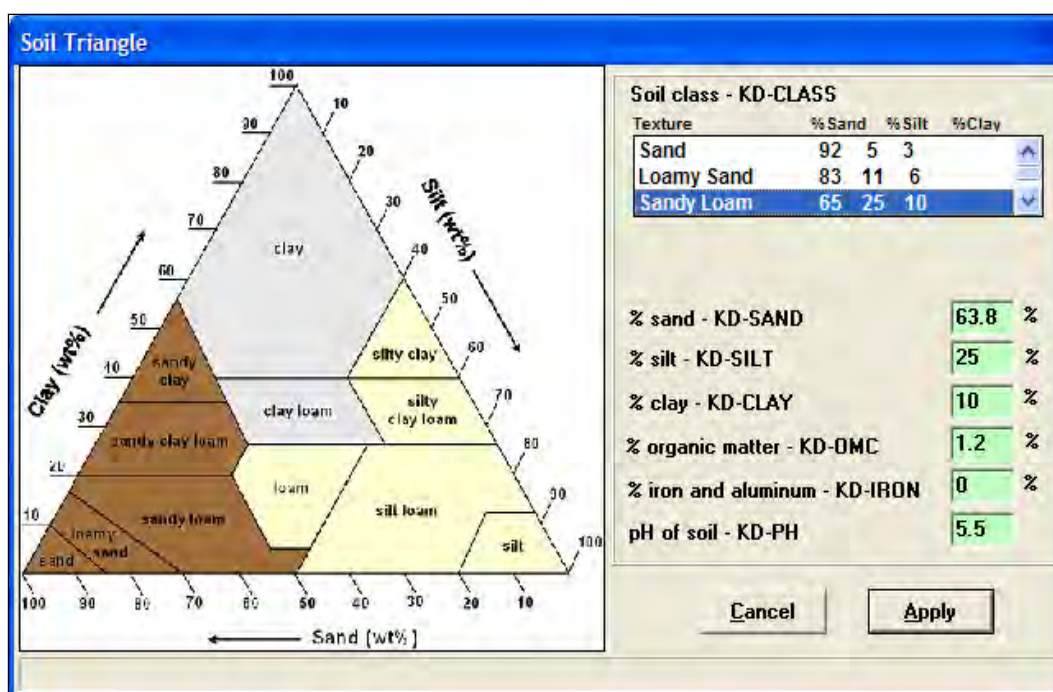 Soil Triangle
100
90
80
70
60
50
40
30
20
10
Clay (wt%)
10
20
30
40
50
60
70
80
90
100
Silt (wt%)
100 90 80 70 60 50 40 30 20 10
Sand (wt%)
clay
silty clay
sandy
clay
clay loam
silty
clay loam
sandy clay loam
loam
silt loam
sandy loam
loamy
sand
sand
silt
Soil class - KD-CLASS
Texture %Sand %Silt %Clay
Sand 92 5 3
Loamy Sand 83 11 6
Sandy Loam 65 25 10
% sand - KD-SAND 63.8 %
% silt - KD-SILT 25 %
% clay - KD-CLAY 10 %
% organic matter - KD-OMC 1.2 %
% iron and aluminum - KD-IRON 0 %
pH of soil - KD-PH 5.5
Cancel Apply